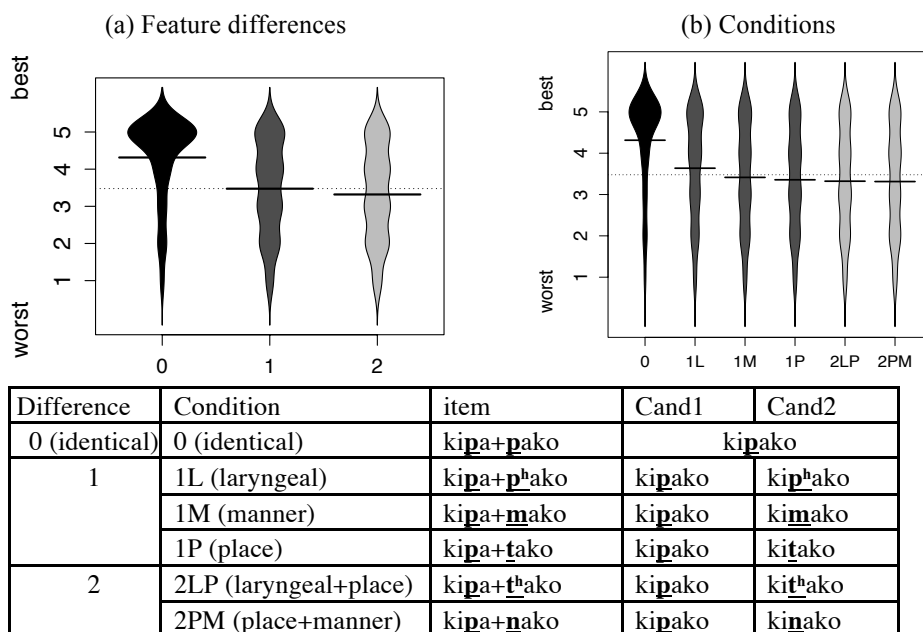 (a) Feature differences
(b) Conditions
best
5
4
3
2
1
worst
0 1 2
best
5
4
3
2
1
worst
0 1L 1M 1P 2LP 2PM
Difference Condition item Cand1 Cand2
0 (identical) 0 (identical) kipa+pako kipako
1 1L (laryngeal) kipa+pʰako kipako kipʰako
1M (manner) kipa+mako kipako kimako
1P (place) kipa+tako kipako kitako
2 2LP (laryngeal+place) kipa+tʰako kipako kitʰako
2PM (place+manner) kipa+nako kipako kinako